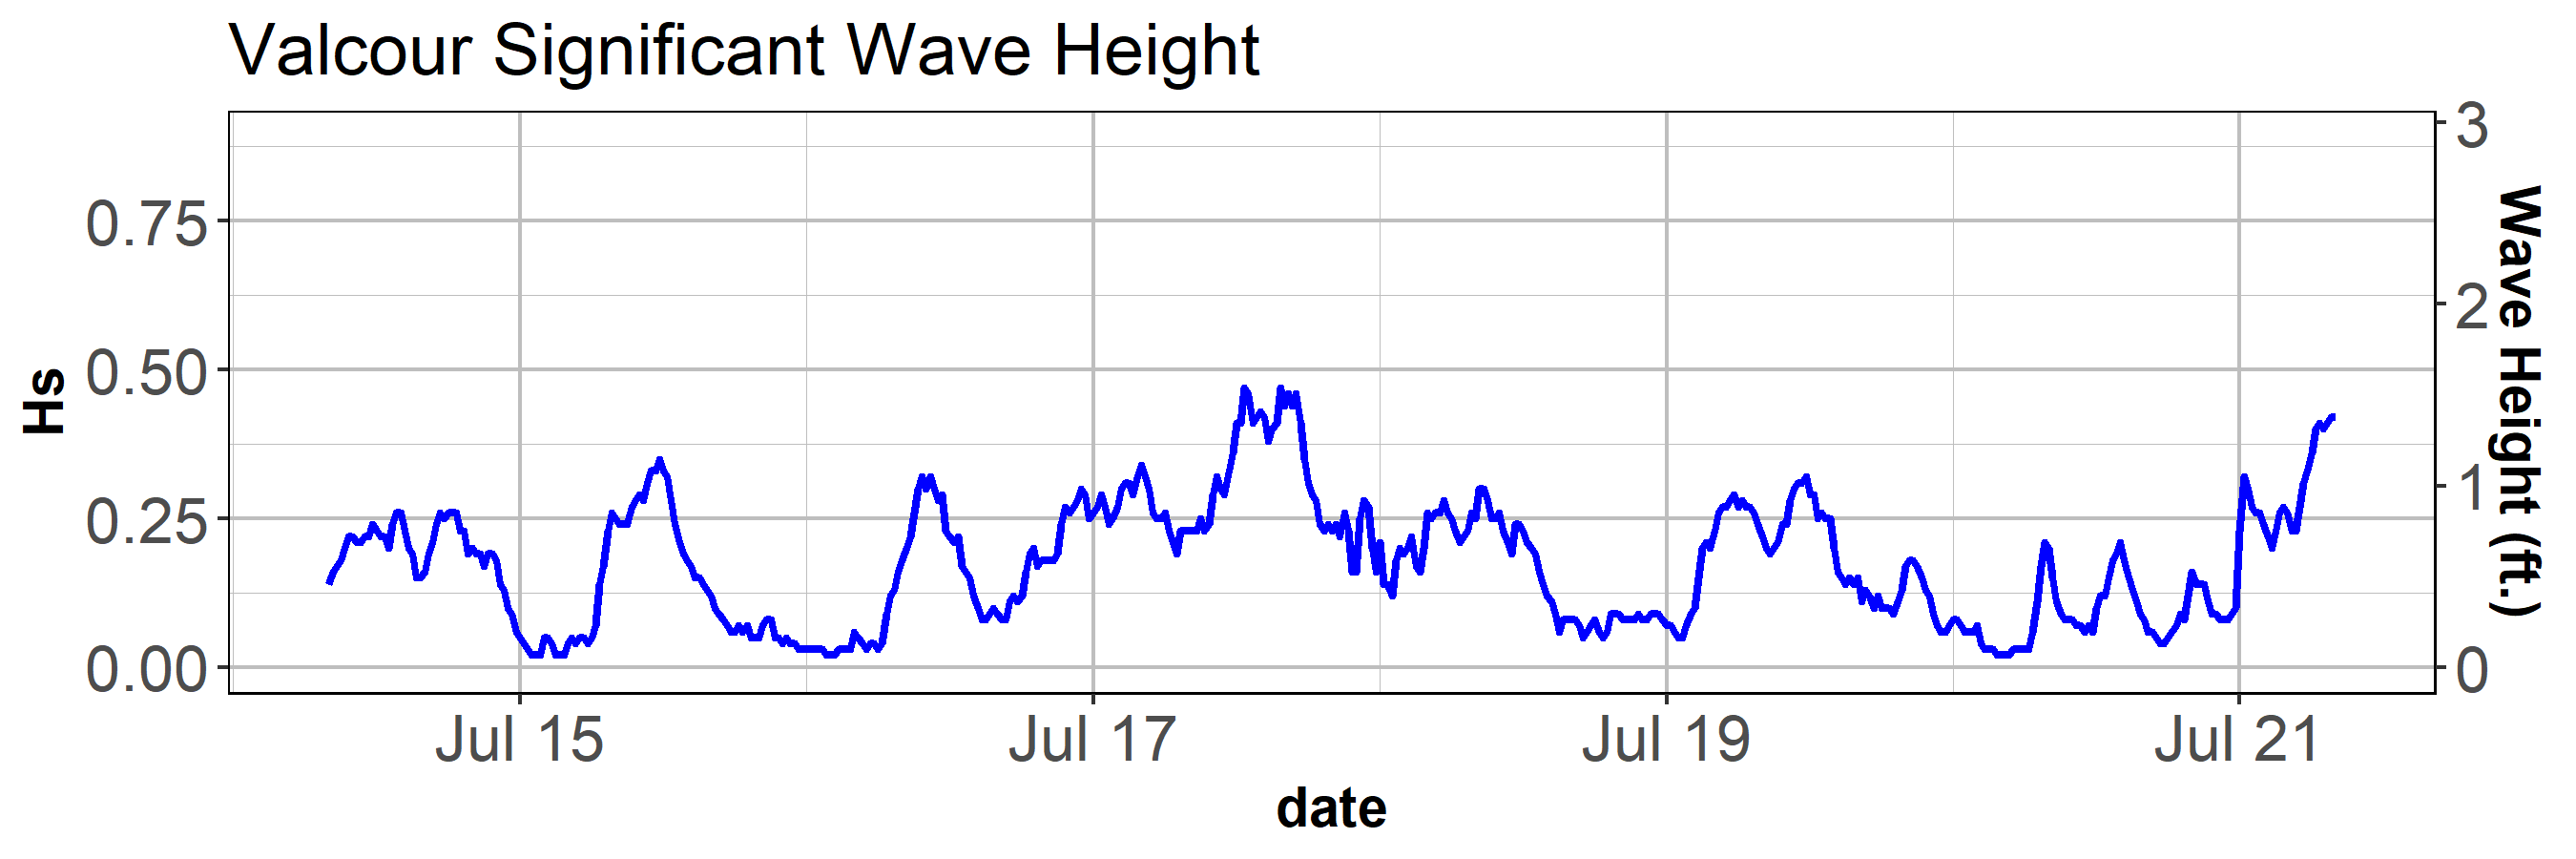 Valcour Significant Wave Height
Hs
0.75
0.50
0.25
0.00
3
2
1
0
Wave Height (ft.)
Jul 15
Jul 17
Jul 19
Jul 21
date